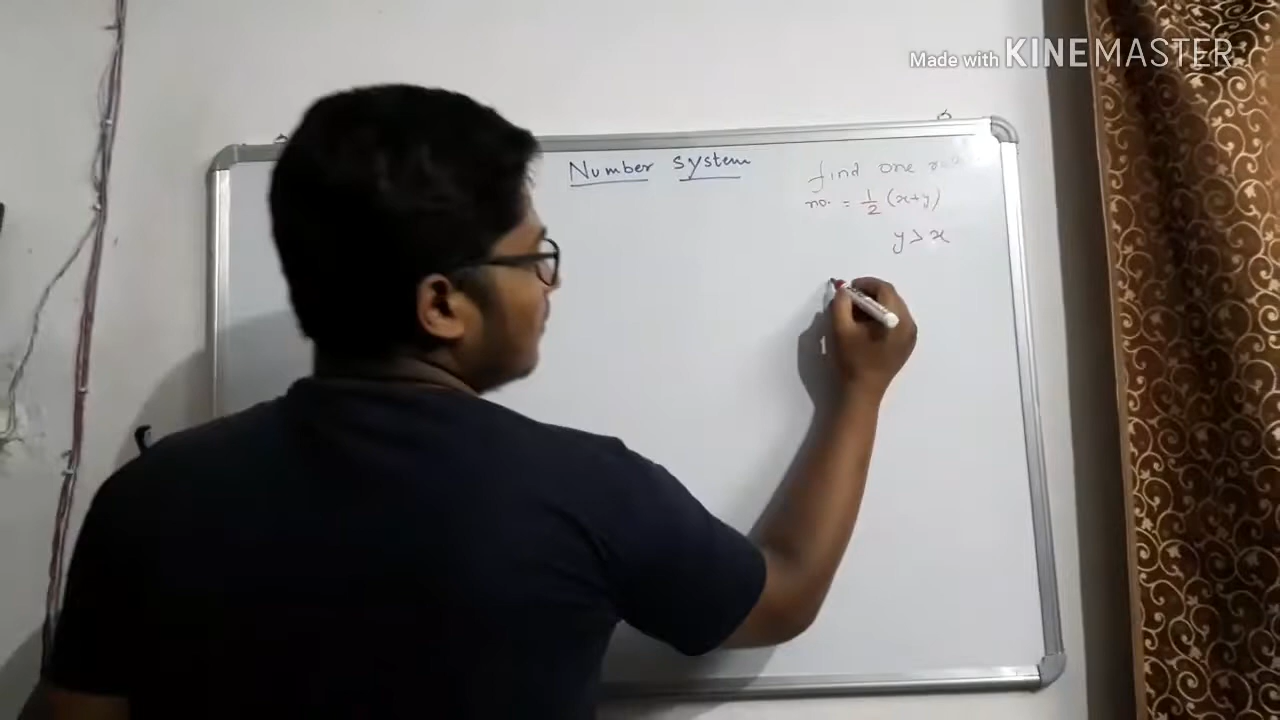 Made with KINEMASTER
Number system
find one
no. = 1/2 (x+y)
y > x